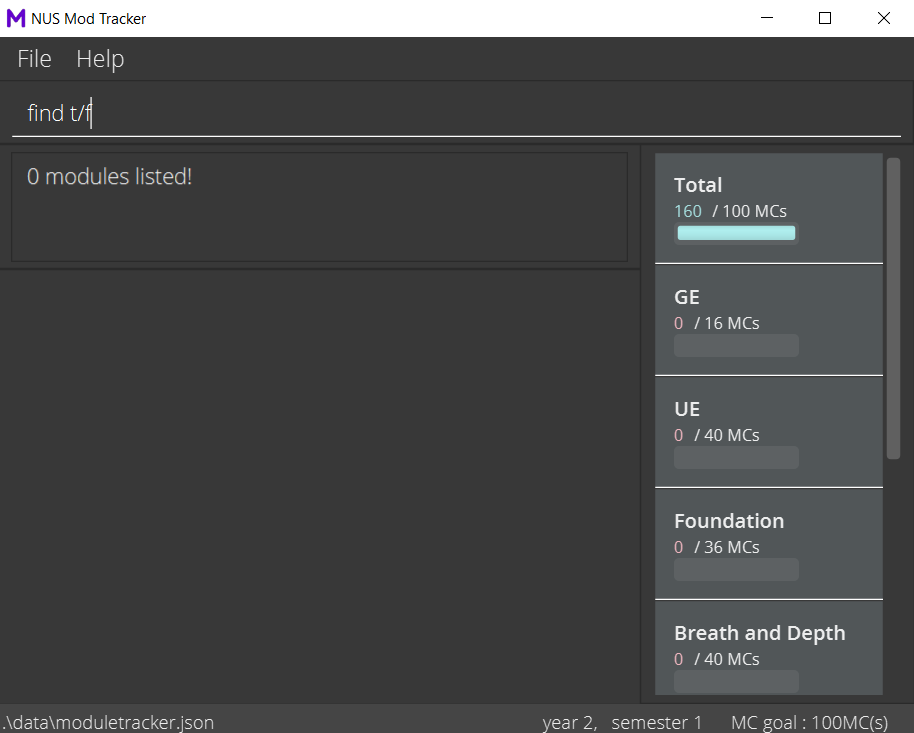 NUS Mod Tracker
File Help
find t/f
0 modules listed!
Total
160 / 100 MCs
GE
0 / 16 MCs
UE
0 / 40 MCs
Foundation
0 / 36 MCs
Breath and Depth
0 / 40 MCs
.\data\moduletracker.json year 2, semester 1 MC goal : 100MC(s)